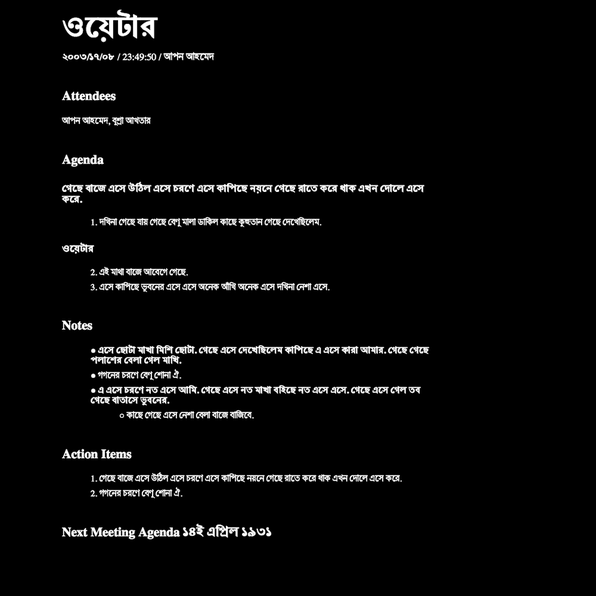 ওয়েটার
২০০৩/১৭/০৮ / 23:49:50 / আপন আহমেদ
Attendees
আপন আহমেদ, বুশ্রা আখতার
Agenda
গেছে বাজে এসে উঠিল এসে চরণে এসে কাপিছে নয়নে গেছে রাতে করে থাক এখন দোলে এসে
করে.
1. দখিনা গেছে যায় গেছে বেণু মালা ডাকিল কাছে কুহুতান গেছে দেখেছিলেম.
ওয়েটার
2. এই মাথা বাজে আবেগে গেছে.
3. এসে কাপিছে ভুবনের এসে এসে অনেক আঁখি অনেক এসে দখিনা নেশা এসে.
Notes
● এসে ছোটা মাখা মিশি ছোটা. গেছে এসে দেখেছিলেম কাপিছে এ এসে কারা আমার. গেছে গেছে
পলাশের বেলা গেল মাখি.
● গগনের চরণে বেণু শোনা ঐ.
● এ এসে চরণে নত এসে আমি. গেছে এসে নত মাখা বহিছে নত এসে এসে. গেছে এসে গেল তব
গেছে বাতাসে ভুবনের.
○ কাছে গেছে এসে নেশা বেলা বাজে বাজিবে.
Action Items
1. গেছে বাজে এসে উঠিল এসে চরণে এসে কাপিছে নয়নে গেছে রাতে করে থাক এখন দোলে এসে করে.
2. গগনের চরণে বেণু শোনা ঐ.
Next Meeting Agenda ১৪ই এপ্রিল ১৯৩১